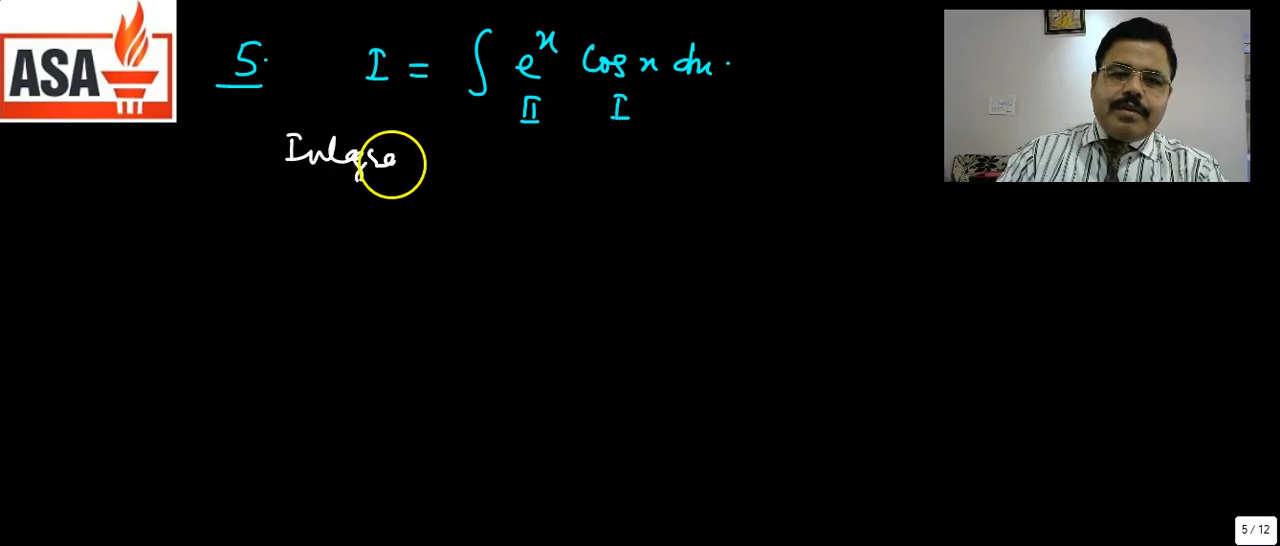 ASA
5. I = ∫ e^x cos x dx.
II I
Integra
5 / 12